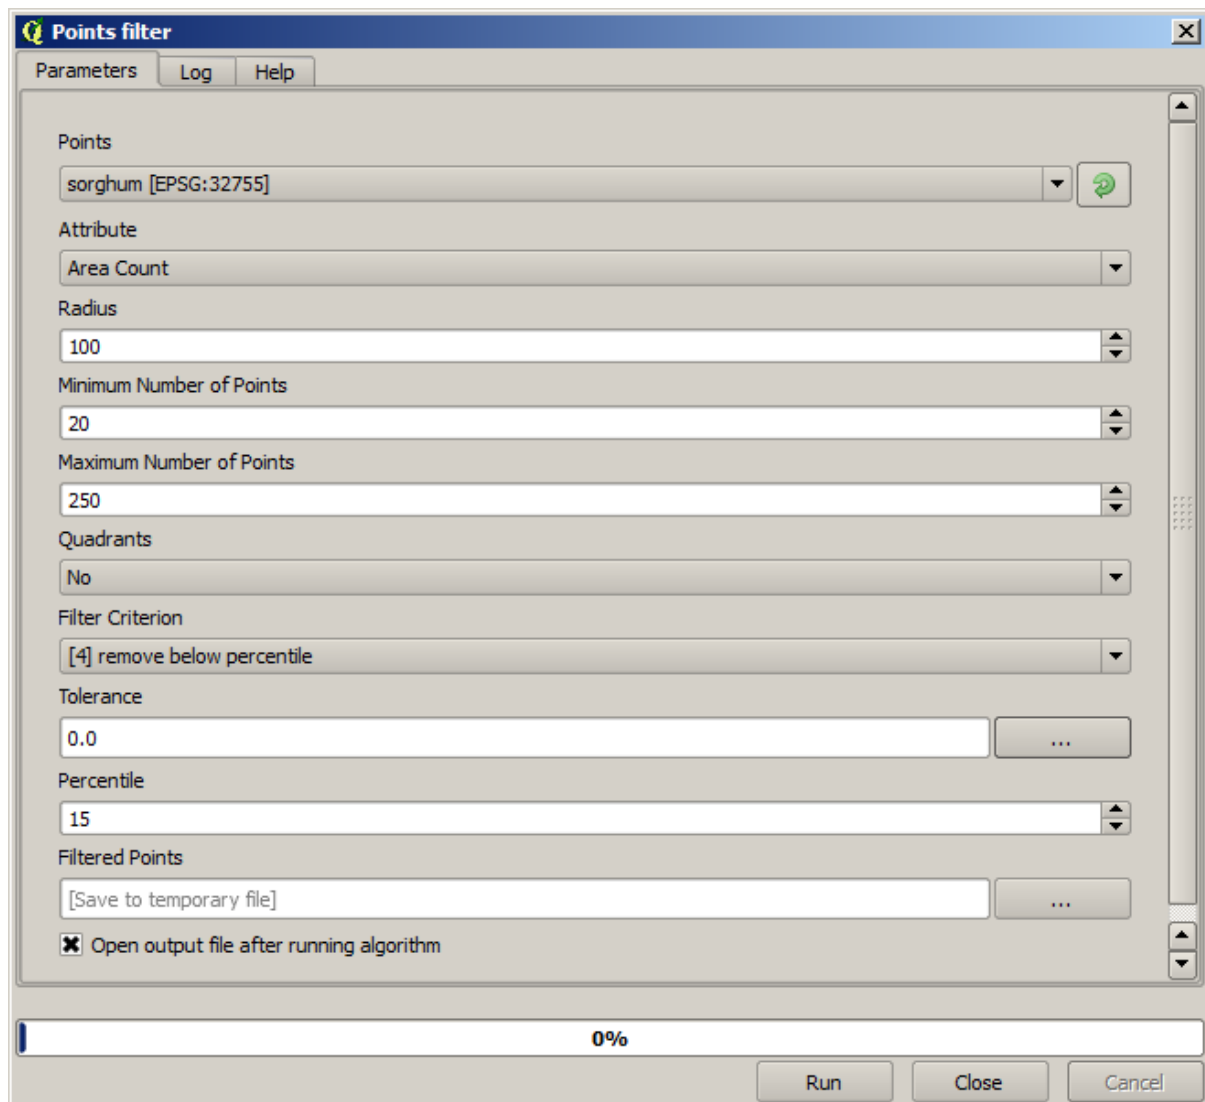 Points filter
Parameters Log Help
Points
sorghum [EPSG:32755]
Attribute
Area Count
Radius
100
Minimum Number of Points
20
Maximum Number of Points
250
Quadrants
No
Filter Criterion
[4] remove below percentile
Tolerance
0.0 ...
Percentile
15
Filtered Points
[Save to temporary file] ...
Open output file after running algorithm
0%
Run Close Cancel